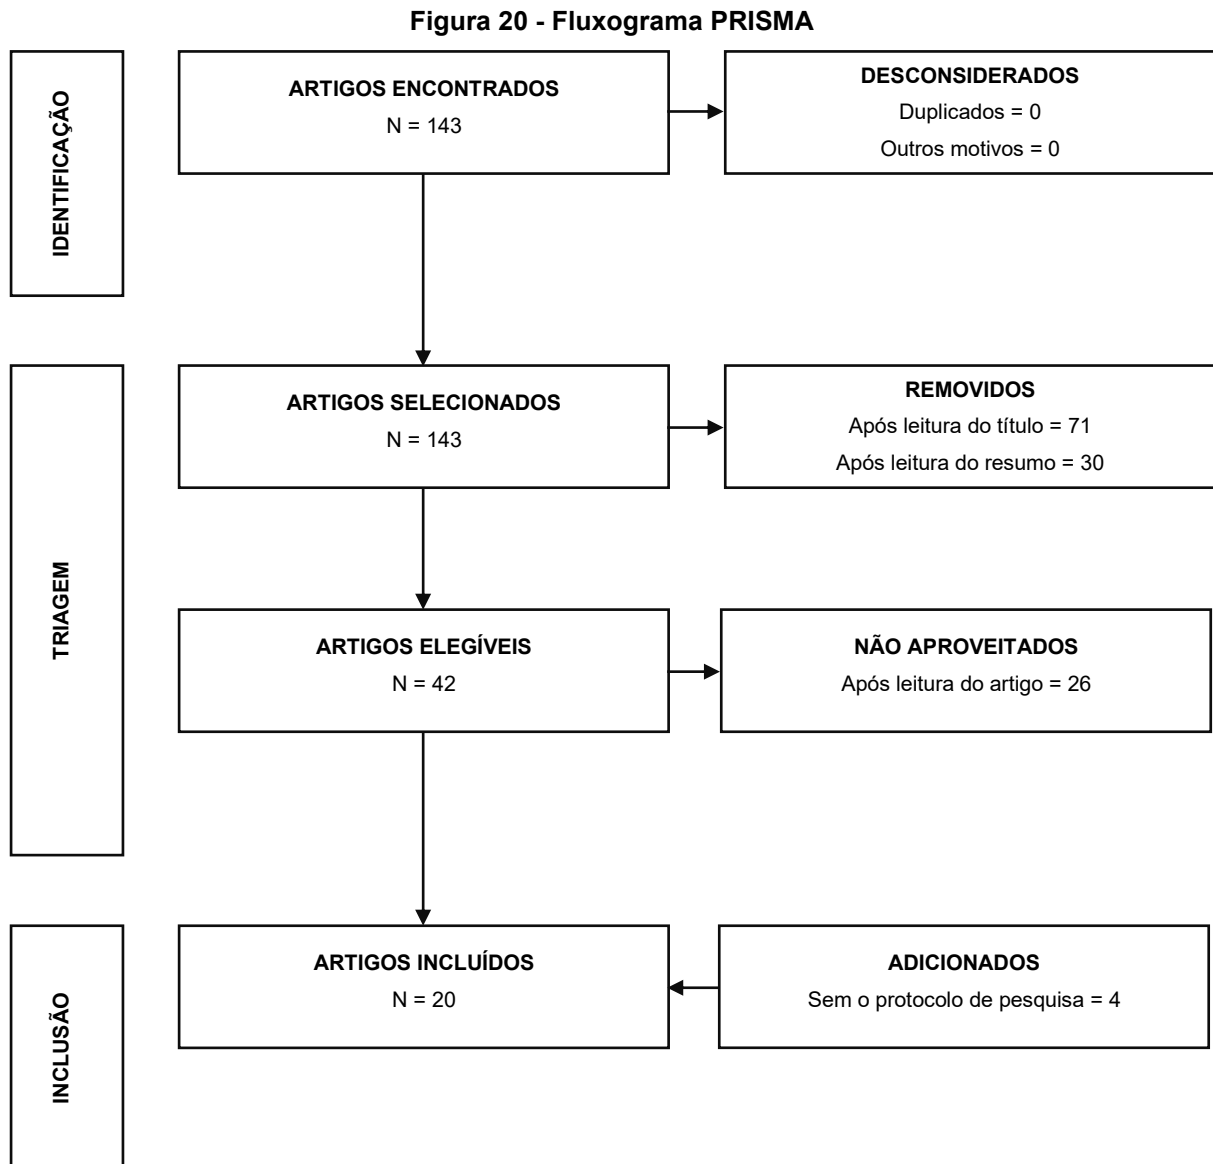 Figura 20 - Fluxograma PRISMA
IDENTIFICAÇÃO
ARTIGOS ENCONTRADOS
N = 143
DESCONSIDERADOS
Duplicados = 0
Outros motivos = 0
TRIAGEM
ARTIGOS SELECIONADOS
N = 143
REMOVIDOS
Após leitura do título = 71
Após leitura do resumo = 30
ARTIGOS ELEGÍVEIS
N = 42
NÃO APROVEITADOS
Após leitura do artigo = 26
INCLUSÃO
ARTIGOS INCLUÍDOS
N = 20
ADICIONADOS
Sem o protocolo de pesquisa = 4